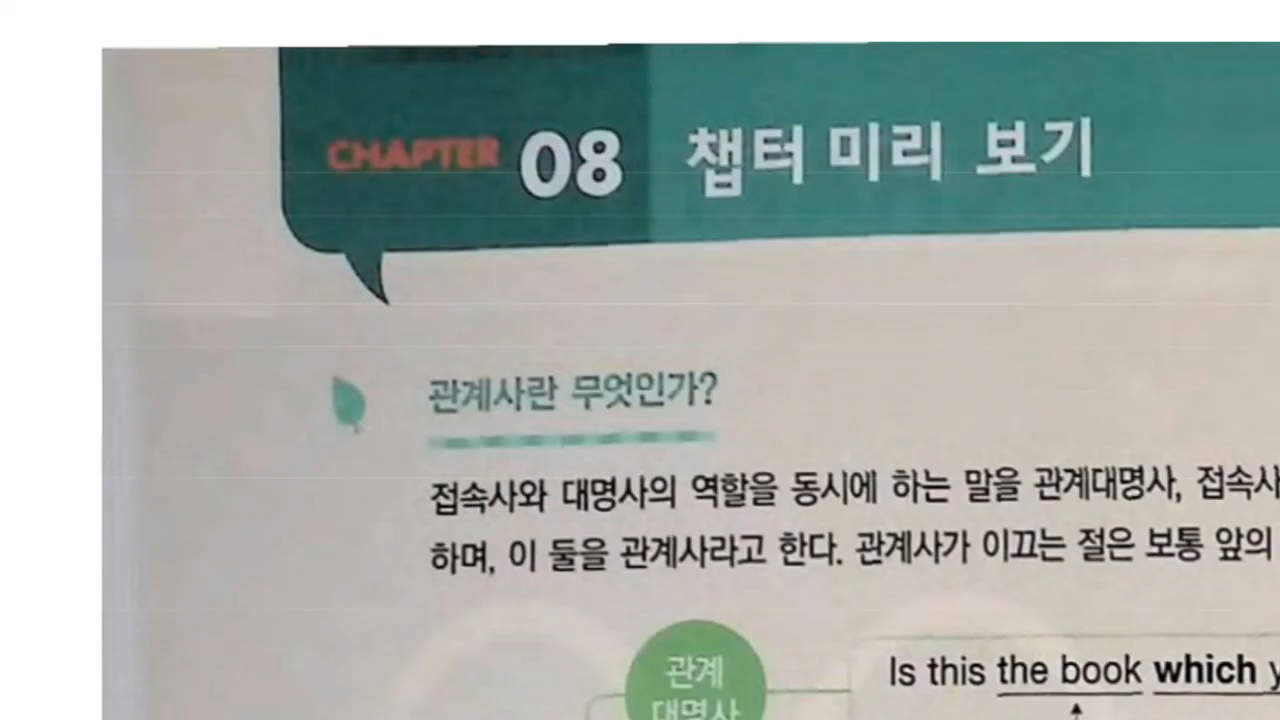 CHAPTER 08 챕터 미리 보기
관계사란 무엇인가?
접속사와 대명사의 역할을 동시에 하는 말을 관계대명사, 접속사
하며, 이 둘을 관계사라고 한다. 관계사가 이끄는 절은 보통 앞의
관계
대명사
Is this the book which y